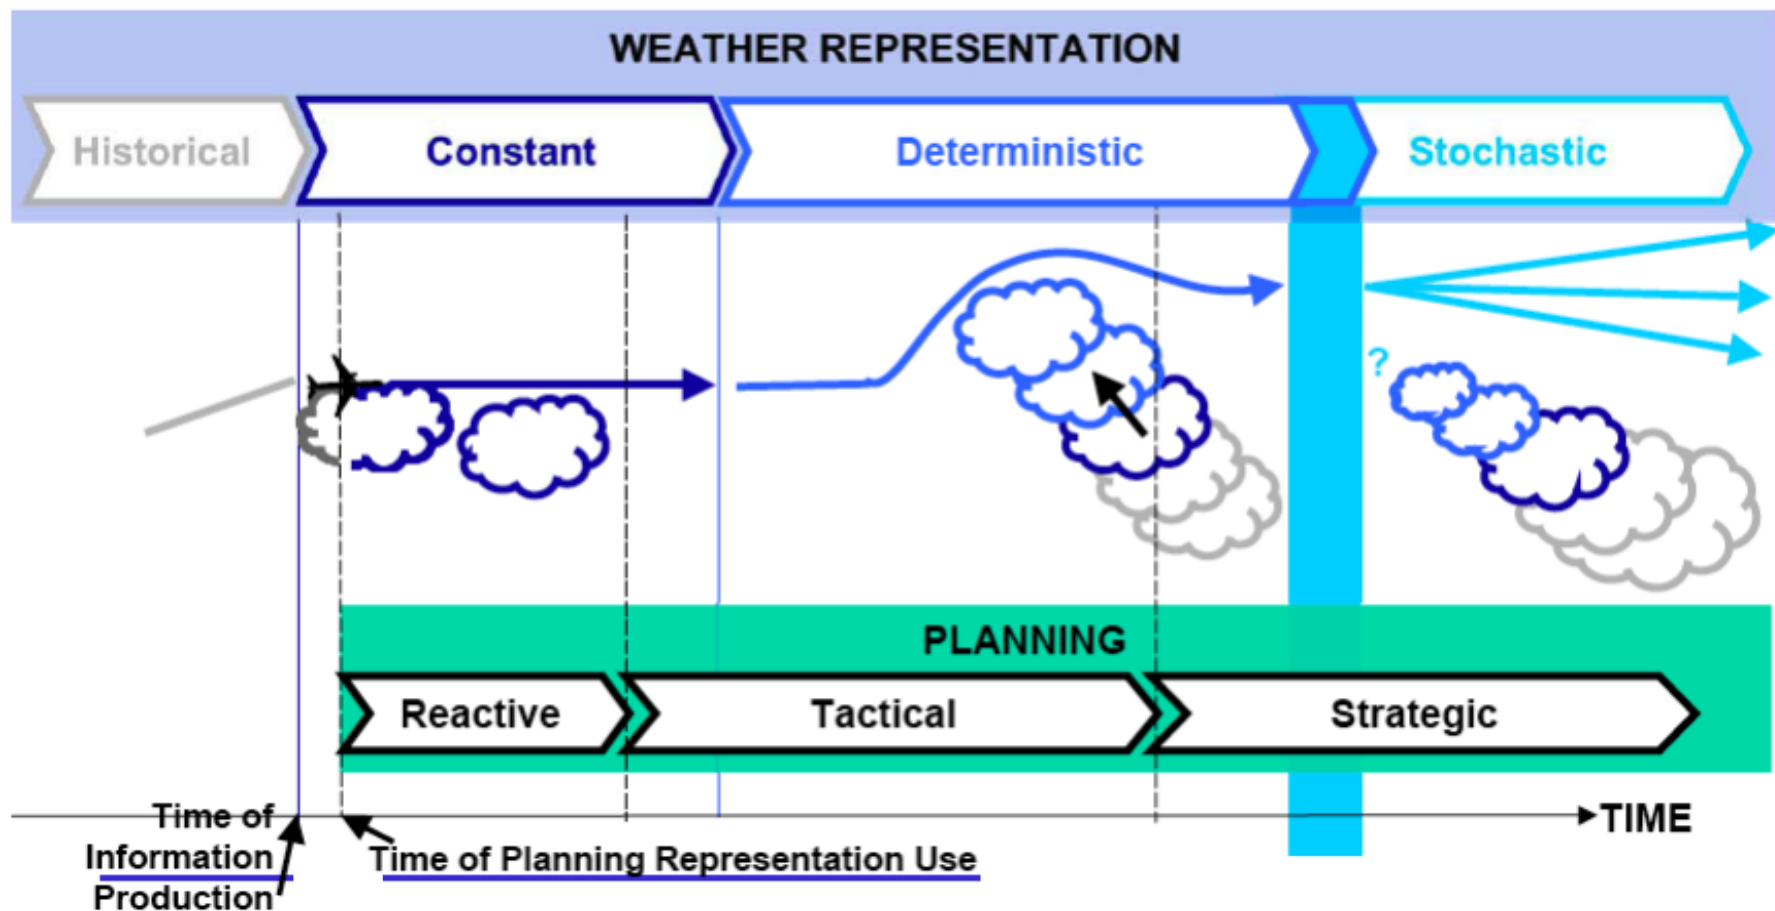 WEATHER REPRESENTATION
Historical
Constant
Deterministic
Stochastic
?
PLANNING
Reactive
Tactical
Strategic
TIME
Time of
Information
Production
Time of Planning Representation Use